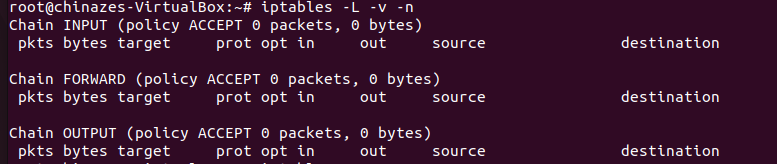 root@chinazes-VirtualBox:~# iptables -L -v -n
Chain INPUT (policy ACCEPT 0 packets, 0 bytes)
 pkts bytes target     prot opt in     out     source               destination

Chain FORWARD (policy ACCEPT 0 packets, 0 bytes)
 pkts bytes target     prot opt in     out     source               destination

Chain OUTPUT (policy ACCEPT 0 packets, 0 bytes)
 pkts bytes target     prot opt in     out     source               destination